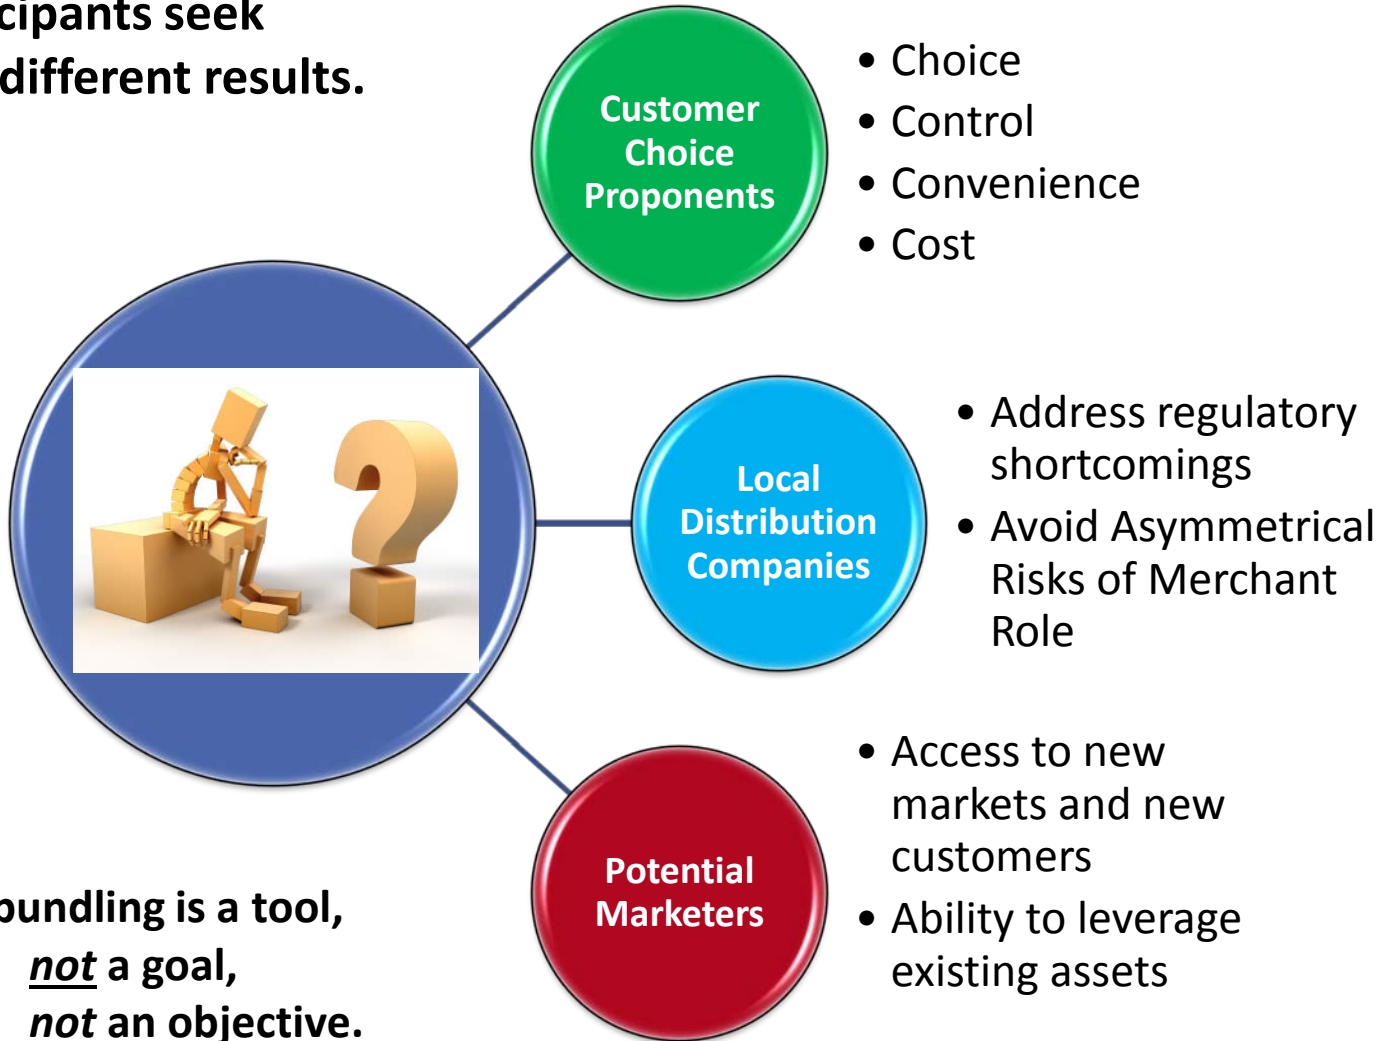 cipants seek
different results.
Customer
Choice
Proponents
• Choice
• Control
• Convenience
• Cost
Local
Distribution
Companies
• Address regulatory
shortcomings
• Avoid Asymmetrical
Risks of Merchant
Role
Potential
Marketers
• Access to new
markets and new
customers
• Ability to leverage
existing assets
bundling is a tool,
not a goal,
not an objective.